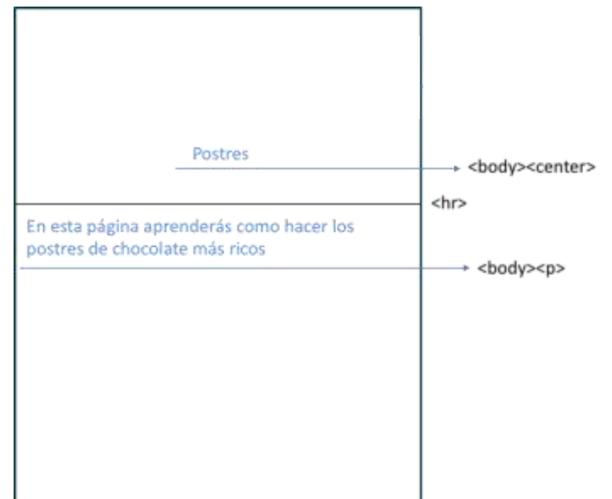 Postres
<body><center>
<hr>
En esta página aprenderás como hacer los
postres de chocolate más ricos
<body><p>